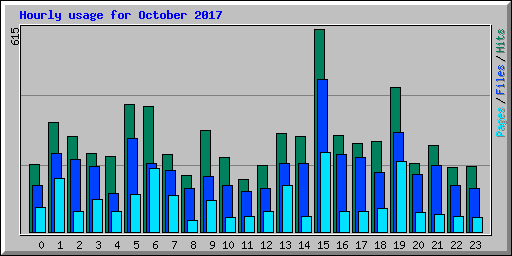 Hourly usage for October 2017
615
Pages/Files/Hits
0 1 2 3 4 5 6 7 8 9 10 11 12 13 14 15 16 17 18 19 20 21 22 23